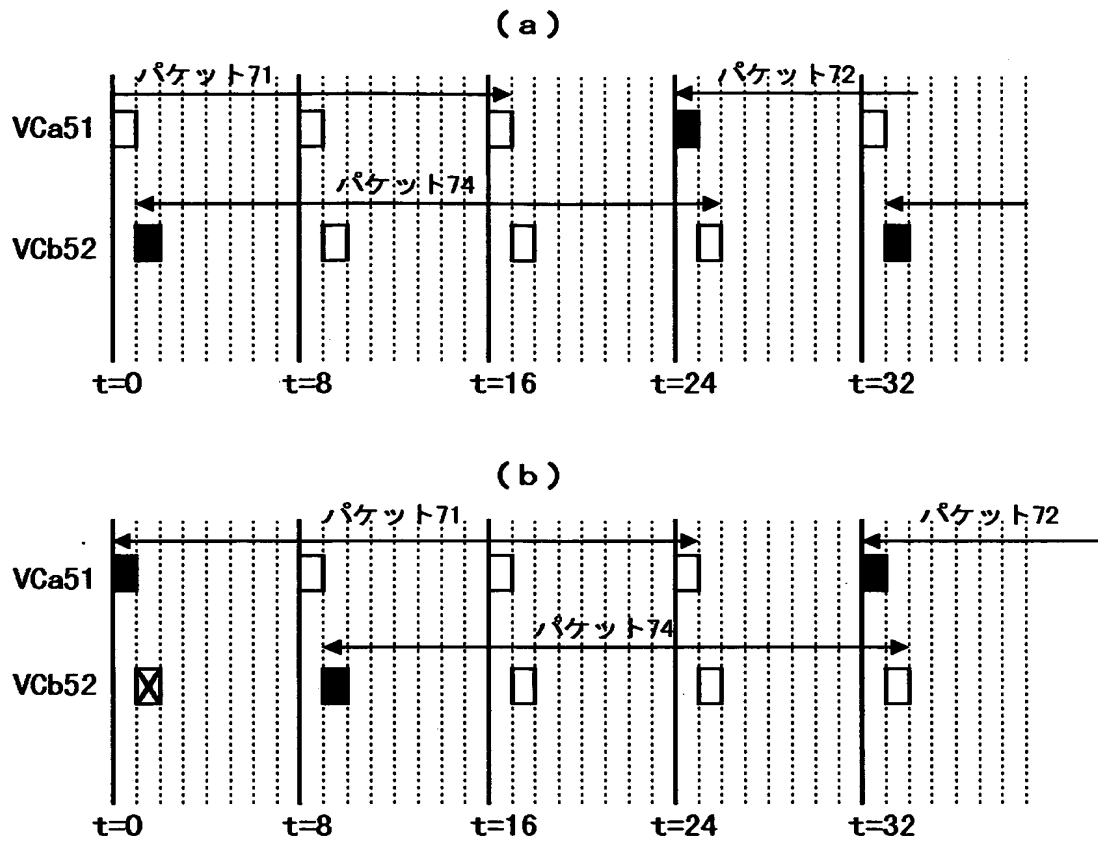 (a)
パケット71
パケット72
VCa51
パケット74
VCb52
t=0
t=8
t=16
t=24
t=32
(b)
パケット71
パケット72
VCa51
パケット74
VCb52
t=0
t=8
t=16
t=24
t=32